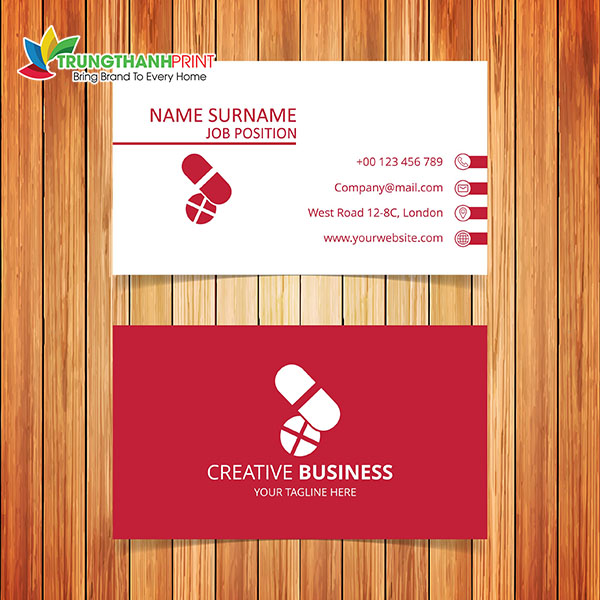 TRUNGTHANHPRINT
Bring Brand To Every Home
NAME SURNAME
JOB POSITION
+00 123 456 789
Company@mail.com
West Road 12-8C, London
www.yourwebsite.com
CREATIVE BUSINESS
YOUR TAGLINE HERE